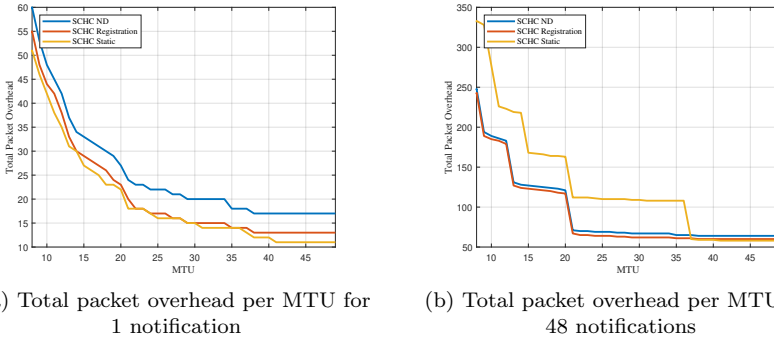 60
55
50
45
40
35
30
25
20
15
10
Total Packet Overhead
SCHC ND
SCHC Registration
SCHC Static
10 15 20 25 30 35 40 45
MTU
) Total packet overhead per MTU for
1 notification
350
300
250
200
150
100
50
Total Packet Overhead
SCHC ND
SCHC Registration
SCHC Static
10 15 20 25 30 35 40 45
MTU
(b) Total packet overhead per MTU
48 notifications